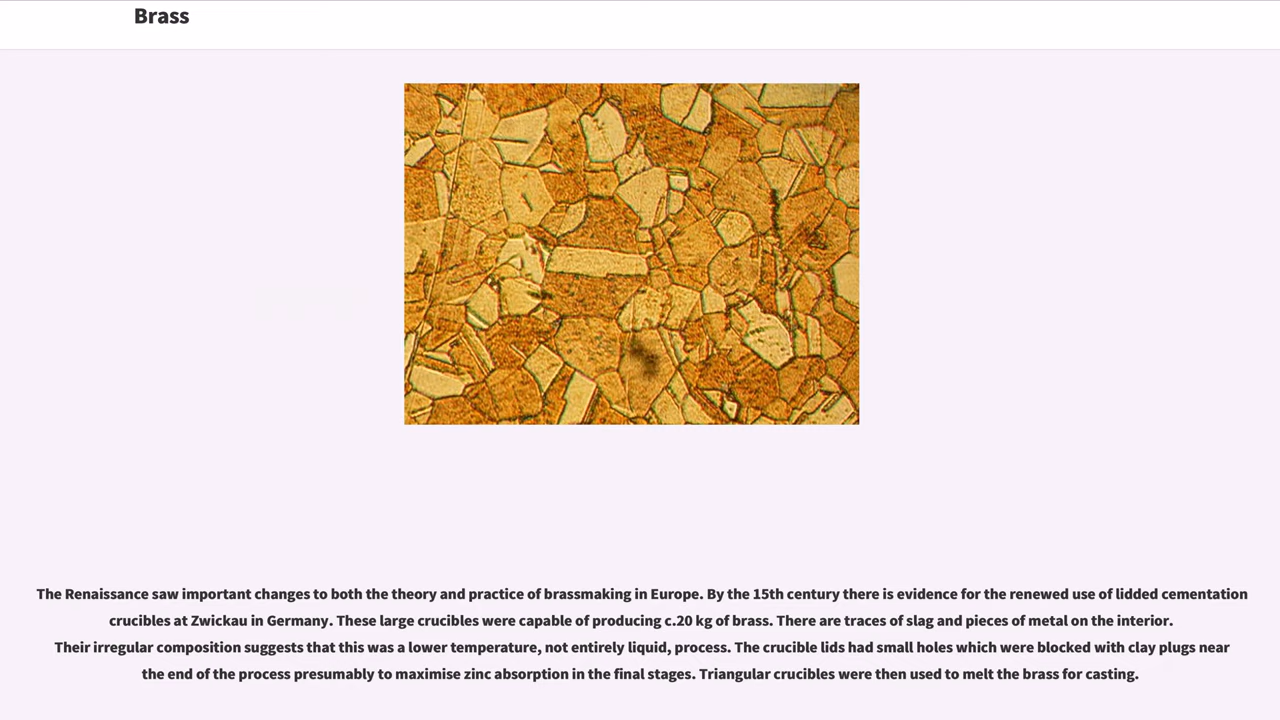 Brass
The Renaissance saw important changes to both the theory and practice of brassmaking in Europe. By the 15th century there is evidence for the renewed use of lidded cementation
crucibles at Zwickau in Germany. These large crucibles were capable of producing c.20 kg of brass. There are traces of slag and pieces of metal on the interior.
Their irregular composition suggests that this was a lower temperature, not entirely liquid, process. The crucible lids had small holes which were blocked with clay plugs near
the end of the process presumably to maximise zinc absorption in the final stages. Triangular crucibles were then used to melt the brass for casting.